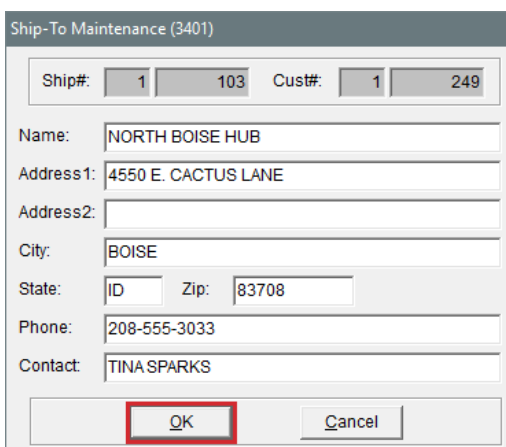 Ship-To Maintenance (3401)
Ship#: 1 103 Cust#: 1 249
Name: NORTH BOISE HUB
Address1: 4550 E. CACTUS LANE
Address2:
City: BOISE
State: ID Zip: 83708
Phone: 208-555-3033
Contact: TINA SPARKS
OK Cancel